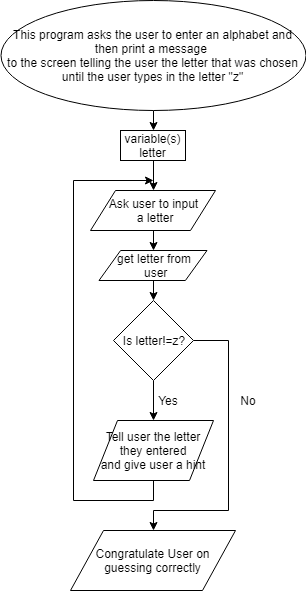 This program asks the user to enter an alphabet and
then print a message
to the screen telling the user the letter that was chosen
until the user types in the letter "z"
variable(s)
letter
Ask user to input
a letter
get letter from
user
Is letter!=z?
Yes
No
Tell user the letter
they entered
and give user a hint
Congratulate User on
guessing correctly